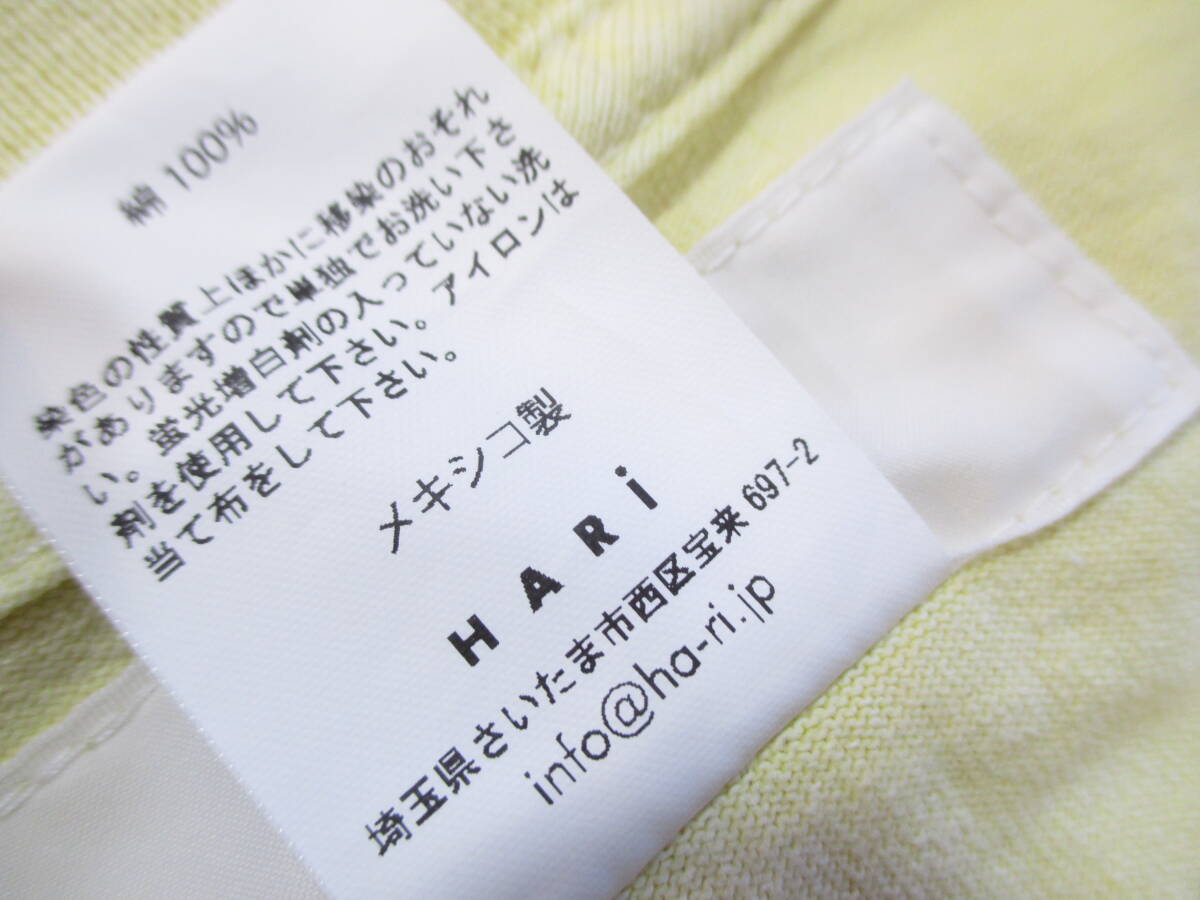 綿 100%
染色の性質上ほかに移染のおそれ
がありますので単独でお洗い下さ
い。蛍光増白剤の入っていない洗
剤を使用して下さい。アイロンは
当て布をして下さい。
メキシコ製
HARi
埼玉県さいたま市西区宝来 697-2
info@ha-ri.jp